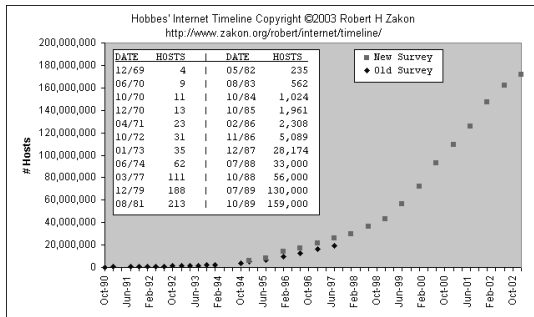 Hobbes' Internet Timeline Copyright ©2003 Robert H Zakon
http://www.zakon.org/robert/internet/timeline/
200,000,000
180,000,000
160,000,000
140,000,000
120,000,000
100,000,000
80,000,000
60,000,000
40,000,000
20,000,000
0
# Hosts
DATE HOSTS | DATE HOSTS
12/69 4 | 05/82 235
06/70 9 | 08/83 562
10/70 11 | 10/84 1,024
12/70 13 | 10/85 1,961
04/71 23 | 02/86 2,308
10/72 31 | 11/86 5,089
01/73 35 | 12/87 28,174
06/74 62 | 07/88 33,000
03/77 111 | 10/88 56,000
12/79 188 | 07/89 130,000
08/81 213 | 10/89 159,000
New Survey
Old Survey
Oct-90
Jun-91
Feb-92
Oct-92
Jun-93
Feb-94
Oct-94
Jun-95
Feb-96
Oct-96
Jun-97
Feb-98
Oct-98
Jun-99
Feb-00
Oct-00
Jun-01
Feb-02
Oct-02